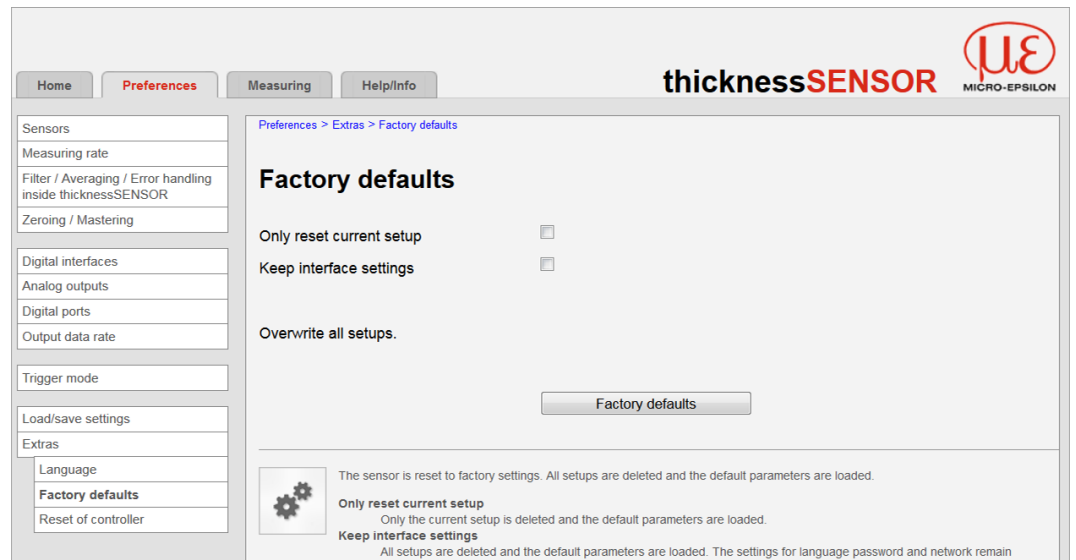 με
MICRO-EPSILON
thicknessSENSOR
Home
Preferences
Measuring
Help/Info
Sensors
Measuring rate
Filter / Averaging / Error handling
inside thicknessSENSOR
Zeroing / Mastering
Digital interfaces
Analog outputs
Digital ports
Output data rate
Trigger mode
Load/save settings
Extras
Language
Factory defaults
Reset of controller
Preferences > Extras > Factory defaults
Factory defaults
Only reset current setup
Keep interface settings
Overwrite all setups.
Factory defaults
The sensor is reset to factory settings. All setups are deleted and the default parameters are loaded.
Only reset current setup
Only the current setup is deleted and the default parameters are loaded.
Keep interface settings
All setups are deleted and the default parameters are loaded. The settings for language password and network remain